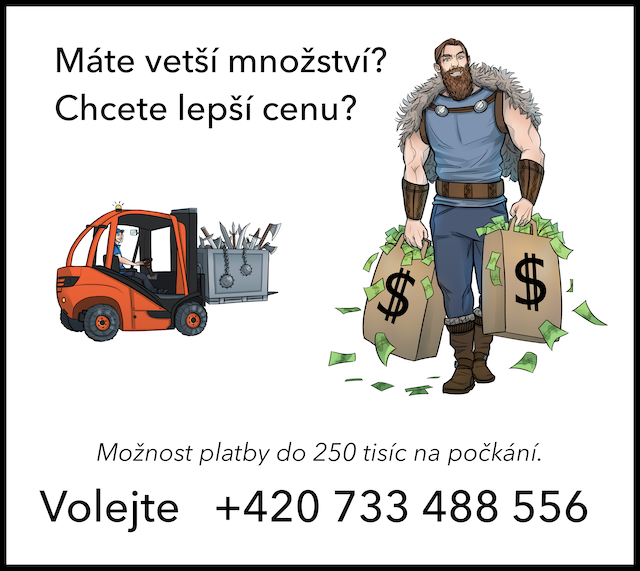 Máte vetší množství?
Chcete lepší cenu?
$ $
Možnost platby do 250 tisíc na počkání.
Volejte +420 733 488 556